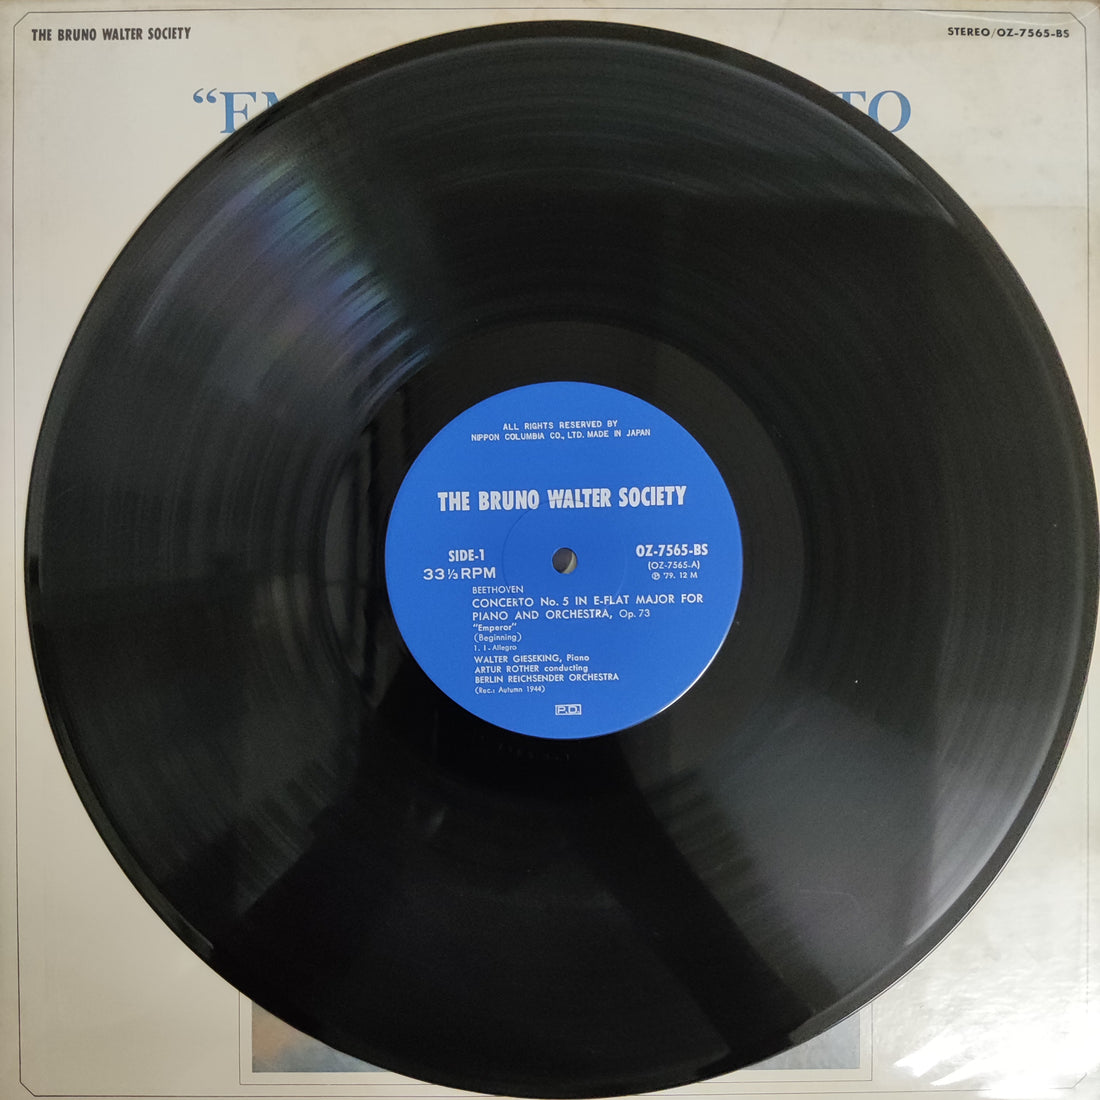 THE BRUNO WALTER SOCIETY
STEREO/OZ-7565-BS
ALL RIGHTS RESERVED BY
NIPPON COLUMBIA CO., LTD. MADE IN JAPAN
THE BRUNO WALTER SOCIETY
SIDE-1
OZ-7565-BS
33⅓ RPM
(OZ-7565-A)
Ⓟ '79. 12 M
BEETHOVEN
CONCERTO No. 5 IN E-FLAT MAJOR FOR
PIANO AND ORCHESTRA, Op. 73
"Emperor"
(Beginning)
1. I. Allegro
WALTER GIESEKING, Piano
ARTUR ROTHER conducting
BERLIN REICHSENDER ORCHESTRA
(Rec.: Autumn 1944)
P.D.